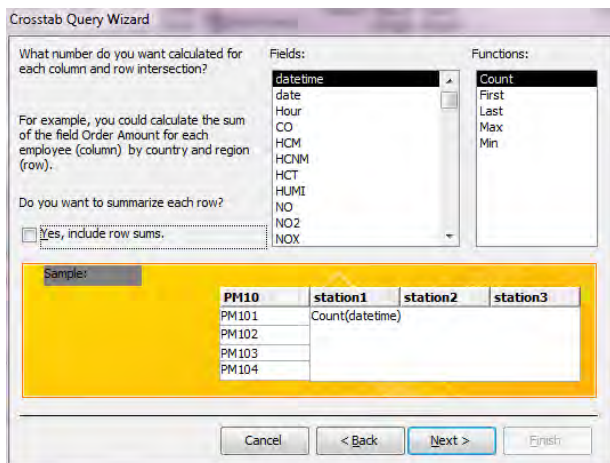 Crosstab Query Wizard
What number do you want calculated for
each column and row intersection?
For example, you could calculate the sum
of the field Order Amount for each
employee (column) by country and region
(row).
Do you want to summarize each row?
Yes, include row sums.
Fields:
datetime
date
Hour
CO
HCM
HCNM
HCT
HUMI
NO
NO2
NOX
Functions:
Count
First
Last
Max
Min
Sample:
PM10 station1 station2 station3
PM101 Count(datetime)
PM102
PM103
PM104
Cancel < Back Next > Finish